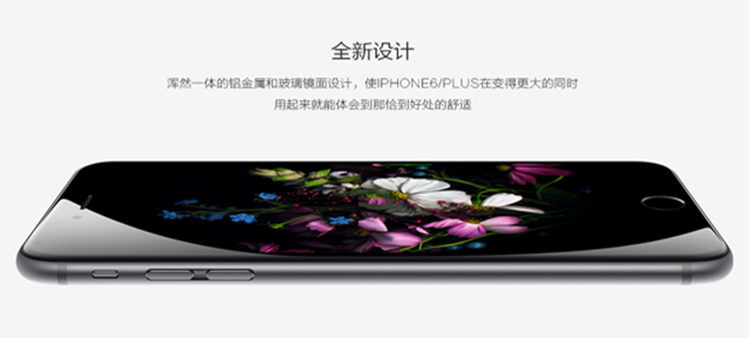 全新设计
浑然一体的铝金属和玻璃镜面设计，使IPHONE6/PLUS在变得更大的同时
用起来就能体会到那恰到好处的舒适